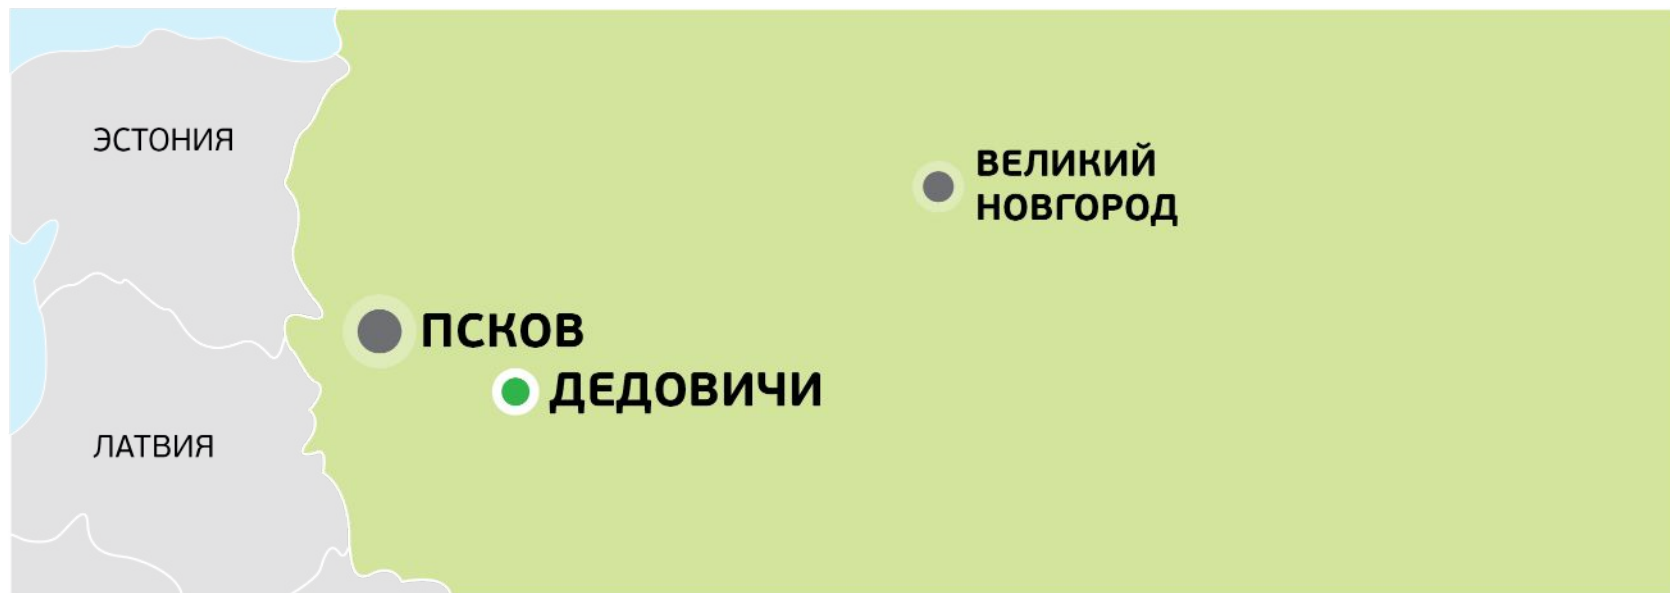 ЭСТОНИЯ
ВЕЛИКИЙ
НОВГОРОД
ПСКОВ
ДЕДОВИЧИ
ЛАТВИЯ